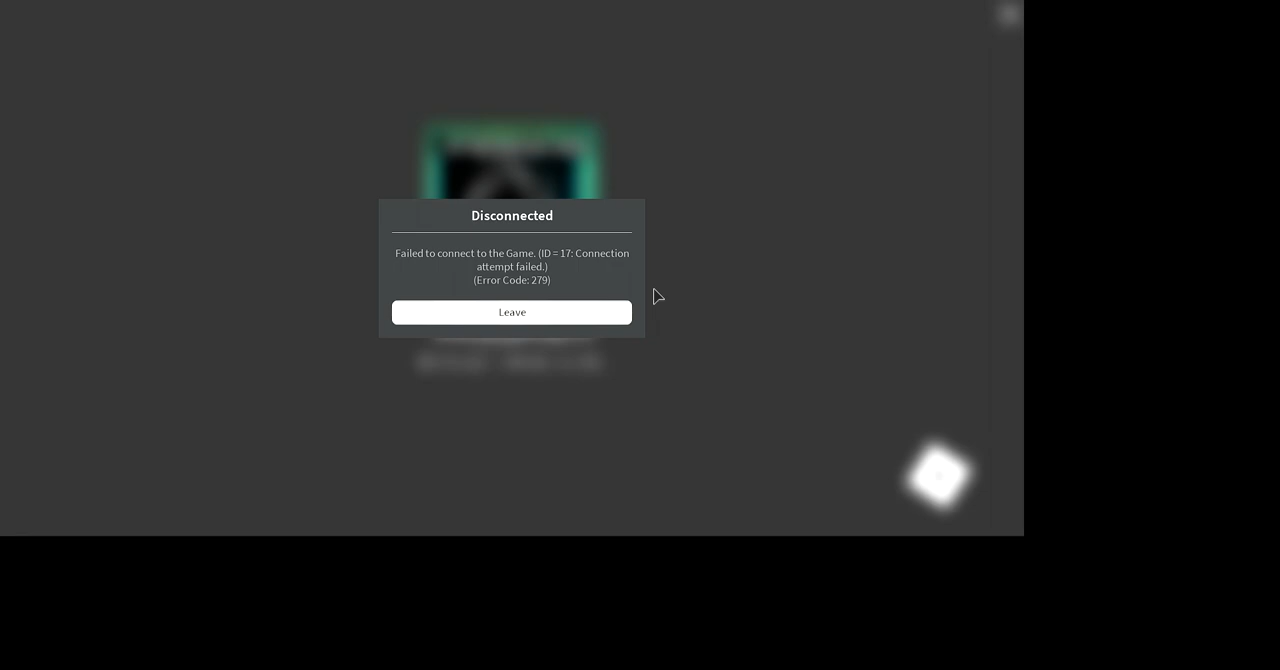 Disconnected
Failed to connect to the Game. (ID = 17: Connection
attempt failed.)
(Error Code: 279)
Leave